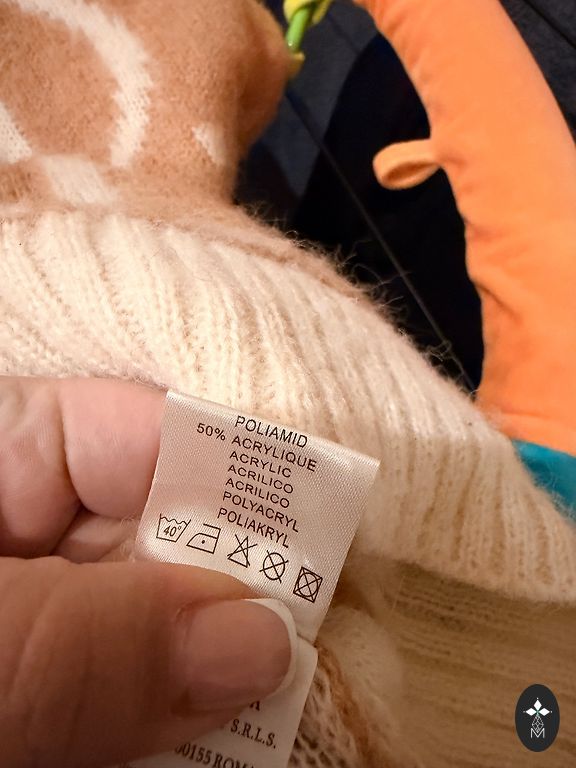 POLIAMID
50% ACRYLIQUE
ACRYLIC
ACRILICO
ACRILICO
POLYACRYL
POLIAKRYL
40°
S.R.L.S.
00155 ROMA
M